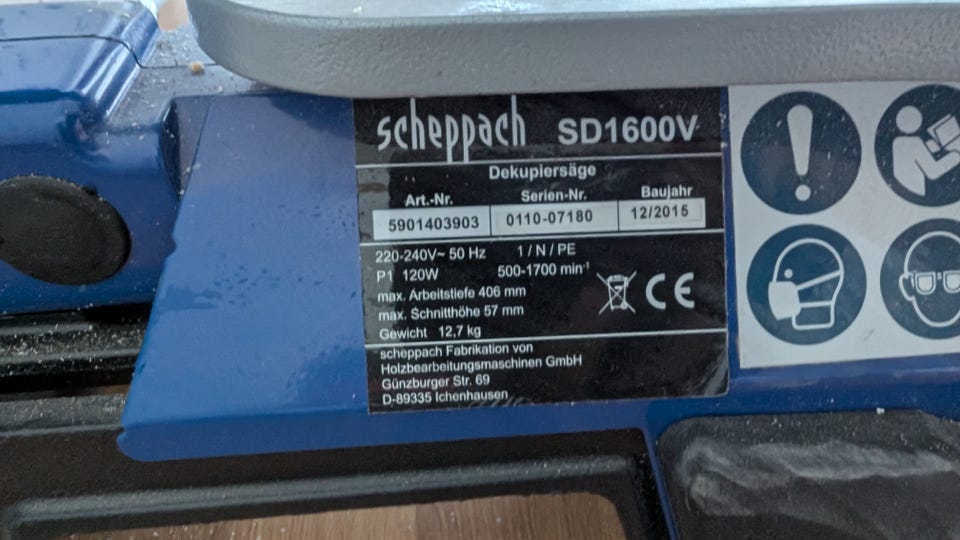 scheppach SD1600V
Dekupiersäge
Art.-Nr. Serien-Nr. Baujahr
5901403903 0110-07180 12/2015
220-240V~ 50 Hz 1 / N / PE
P1 120W 500-1700 min⁻¹
max. Arbeitstiefe 406 mm
max. Schnitthöhe 57 mm
Gewicht 12,7 kg
CE
scheppach Fabrikation von
Holzbearbeitungsmaschinen GmbH
Günzburger Str. 69
D-89335 Ichenhausen